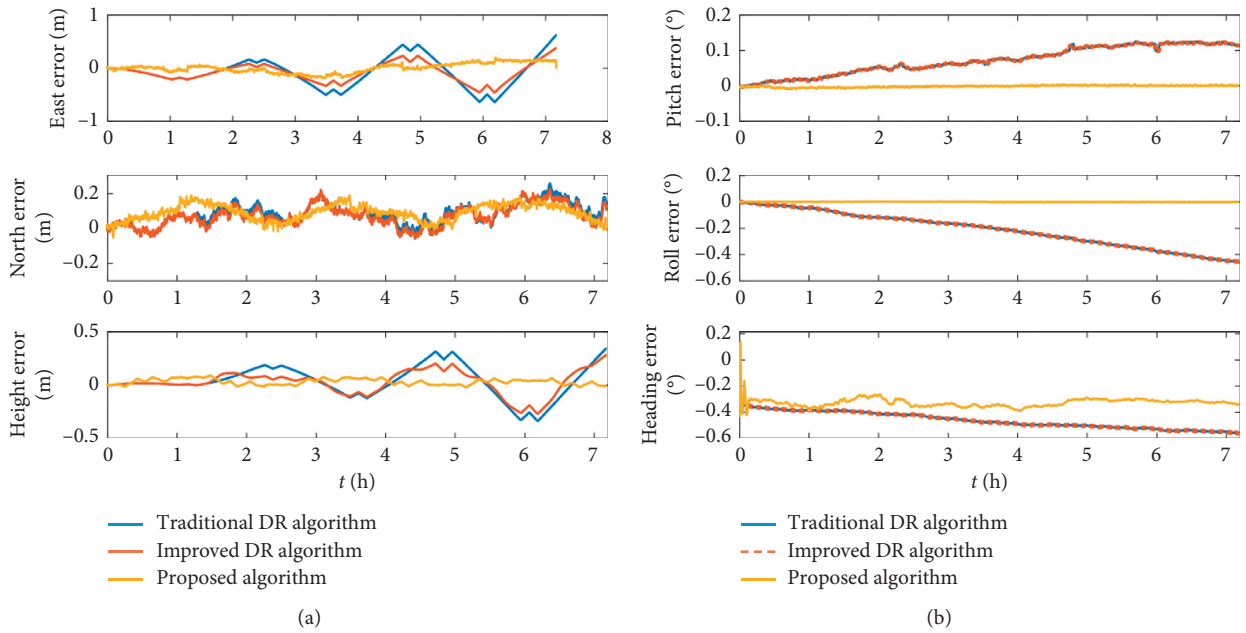 East error (m)
1
0
−1
0 1 2 3 4 5 6 7 8
North error
(m)
0.2
0
−0.2
0 1 2 3 4 5 6 7
Height error
(m)
0.5
0
−0.5
0 1 2 3 4 5 6 7
t (h)
Traditional DR algorithm
Improved DR algorithm
Proposed algorithm
(a)
Pitch error (°)
0.2
0.1
0
−0.1
0 1 2 3 4 5 6 7
Roll error (°)
0.2
0
−0.2
−0.4
−0.6
0 1 2 3 4 5 6 7
Heading error
(°)
0.2
0
−0.2
−0.4
−0.6
0 1 2 3 4 5 6 7
t (h)
Traditional DR algorithm
Improved DR algorithm
Proposed algorithm
(b)